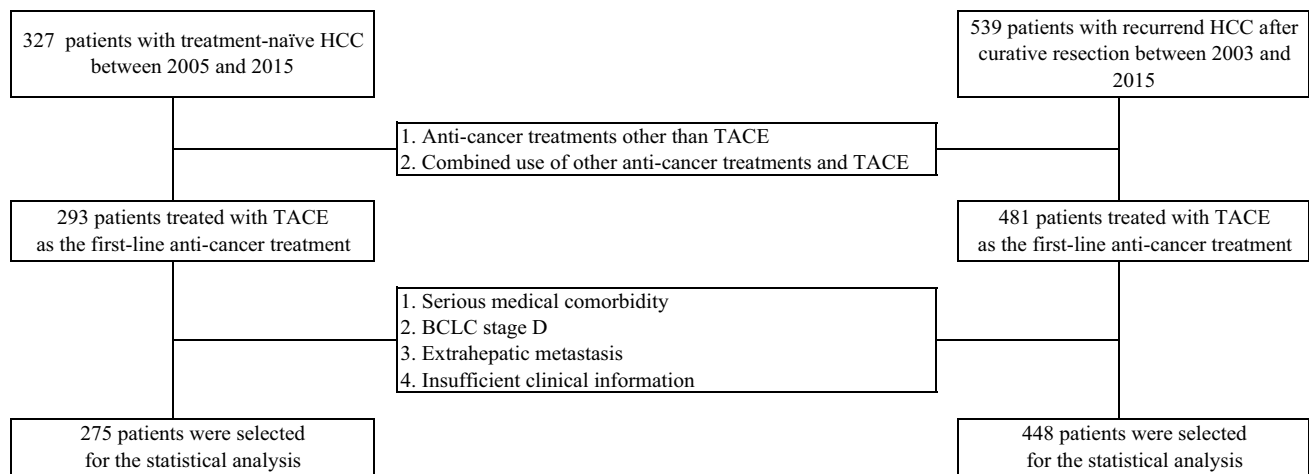 327 patients with treatment-naïve HCC
between 2005 and 2015
539 patients with recurrend HCC after
curative resection between 2003 and
2015
1. Anti-cancer treatments other than TACE
2. Combined use of other anti-cancer treatments and TACE
293 patients treated with TACE
as the first-line anti-cancer treatment
481 patients treated with TACE
as the first-line anti-cancer treatment
1. Serious medical comorbidity
2. BCLC stage D
3. Extrahepatic metastasis
4. Insufficient clinical information
275 patients were selected
for the statistical analysis
448 patients were selected
for the statistical analysis